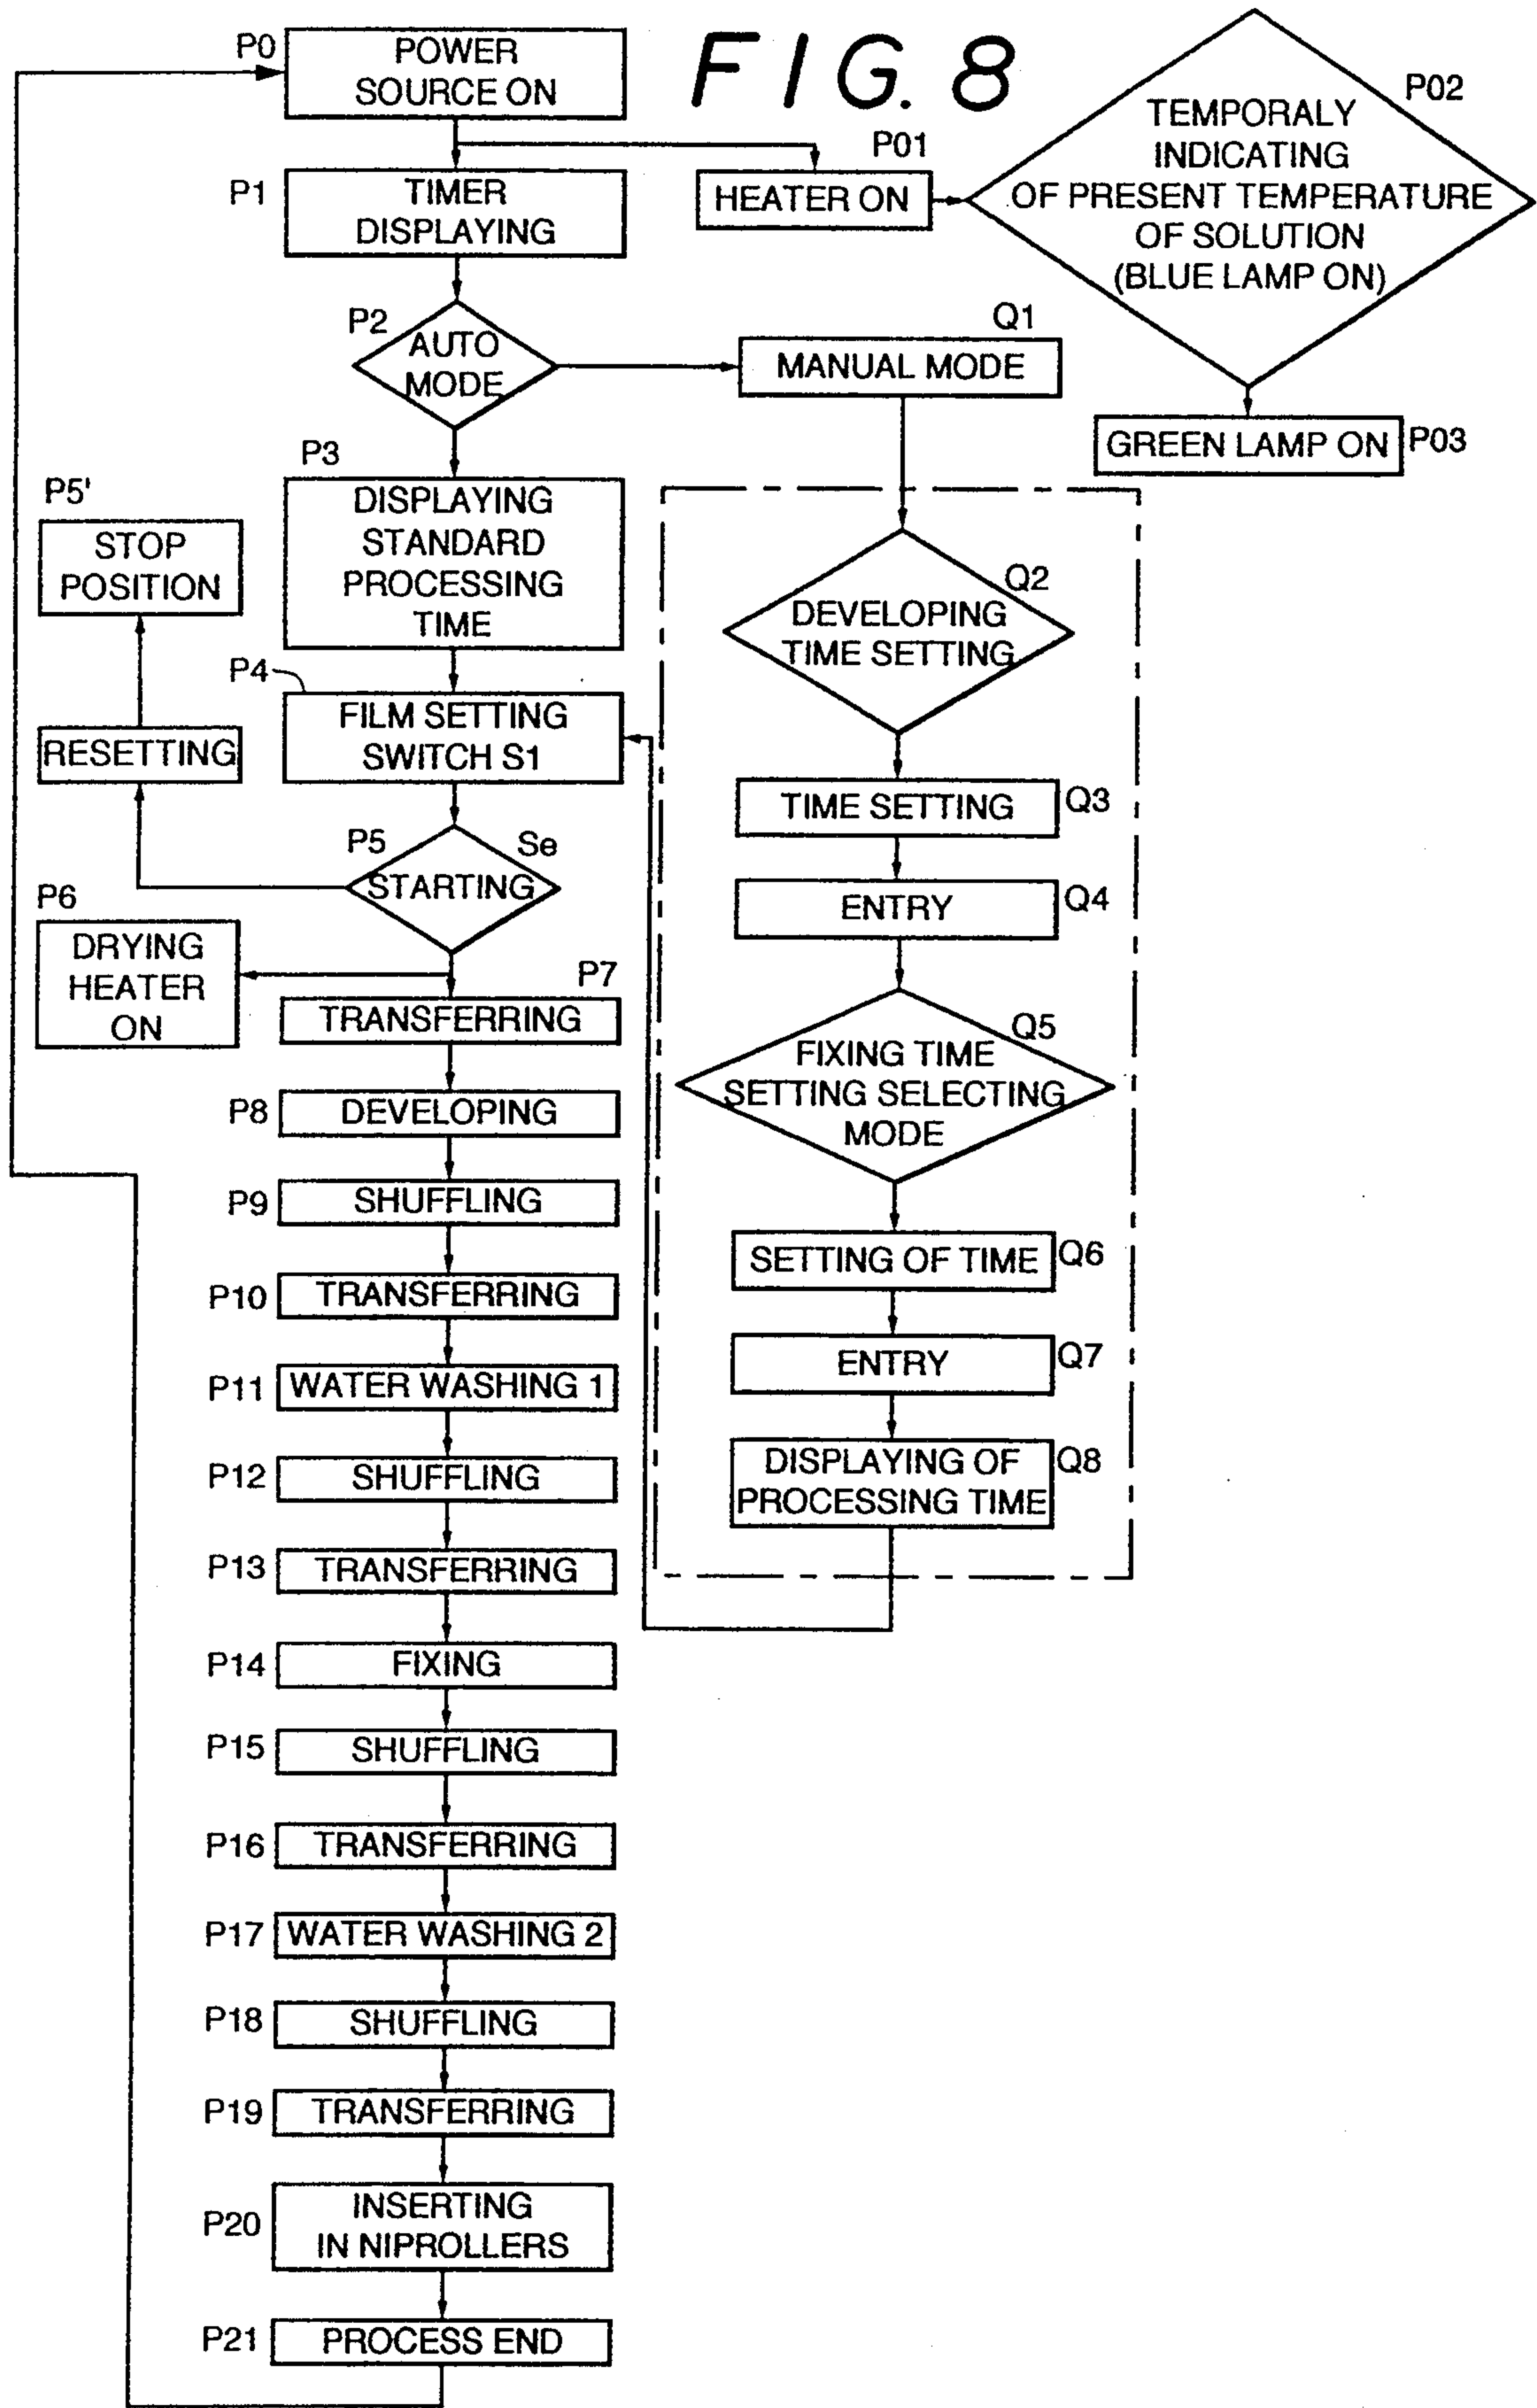 FIG. 8
P0
POWER
SOURCE ON
P01
HEATER ON
P02
TEMPORALY
INDICATING
OF PRESENT TEMPERATURE
OF SOLUTION
(BLUE LAMP ON)
GREEN LAMP ON
P03
P1
TIMER
DISPLAYING
P2
AUTO
MODE
Q1
MANUAL MODE
P3
DISPLAYING
STANDARD
PROCESSING
TIME
P4
FILM SETTING
SWITCH S1
P5'
STOP
POSITION
RESETTING
P5
Se
STARTING
P6
DRYING
HEATER
ON
P7
TRANSFERRING
P8
DEVELOPING
P9
SHUFFLING
P10
TRANSFERRING
P11
WATER WASHING 1
P12
SHUFFLING
P13
TRANSFERRING
P14
FIXING
P15
SHUFFLING
P16
TRANSFERRING
P17
WATER WASHING 2
P18
SHUFFLING
P19
TRANSFERRING
P20
INSERTING
IN NIPROLLERS
P21
PROCESS END
Q2
DEVELOPING
TIME SETTING
TIME SETTING
Q3
ENTRY
Q4
Q5
FIXING TIME
SETTING SELECTING
MODE
SETTING OF TIME
Q6
ENTRY
Q7
DISPLAYING OF
PROCESSING TIME
Q8